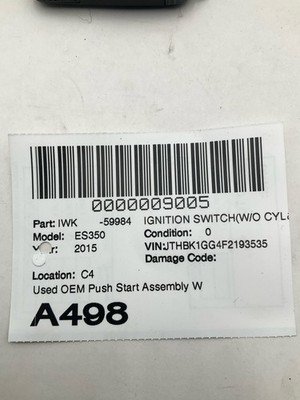 0000009005
Part: IWK -59984 IGNITION SWITCH(W/O CYL
Model: ES350 Condition: 0
2015 VIN:JTHBK1GG4F2193535
Damage Code:
Location: C4
Used OEM Push Start Assembly W
A498